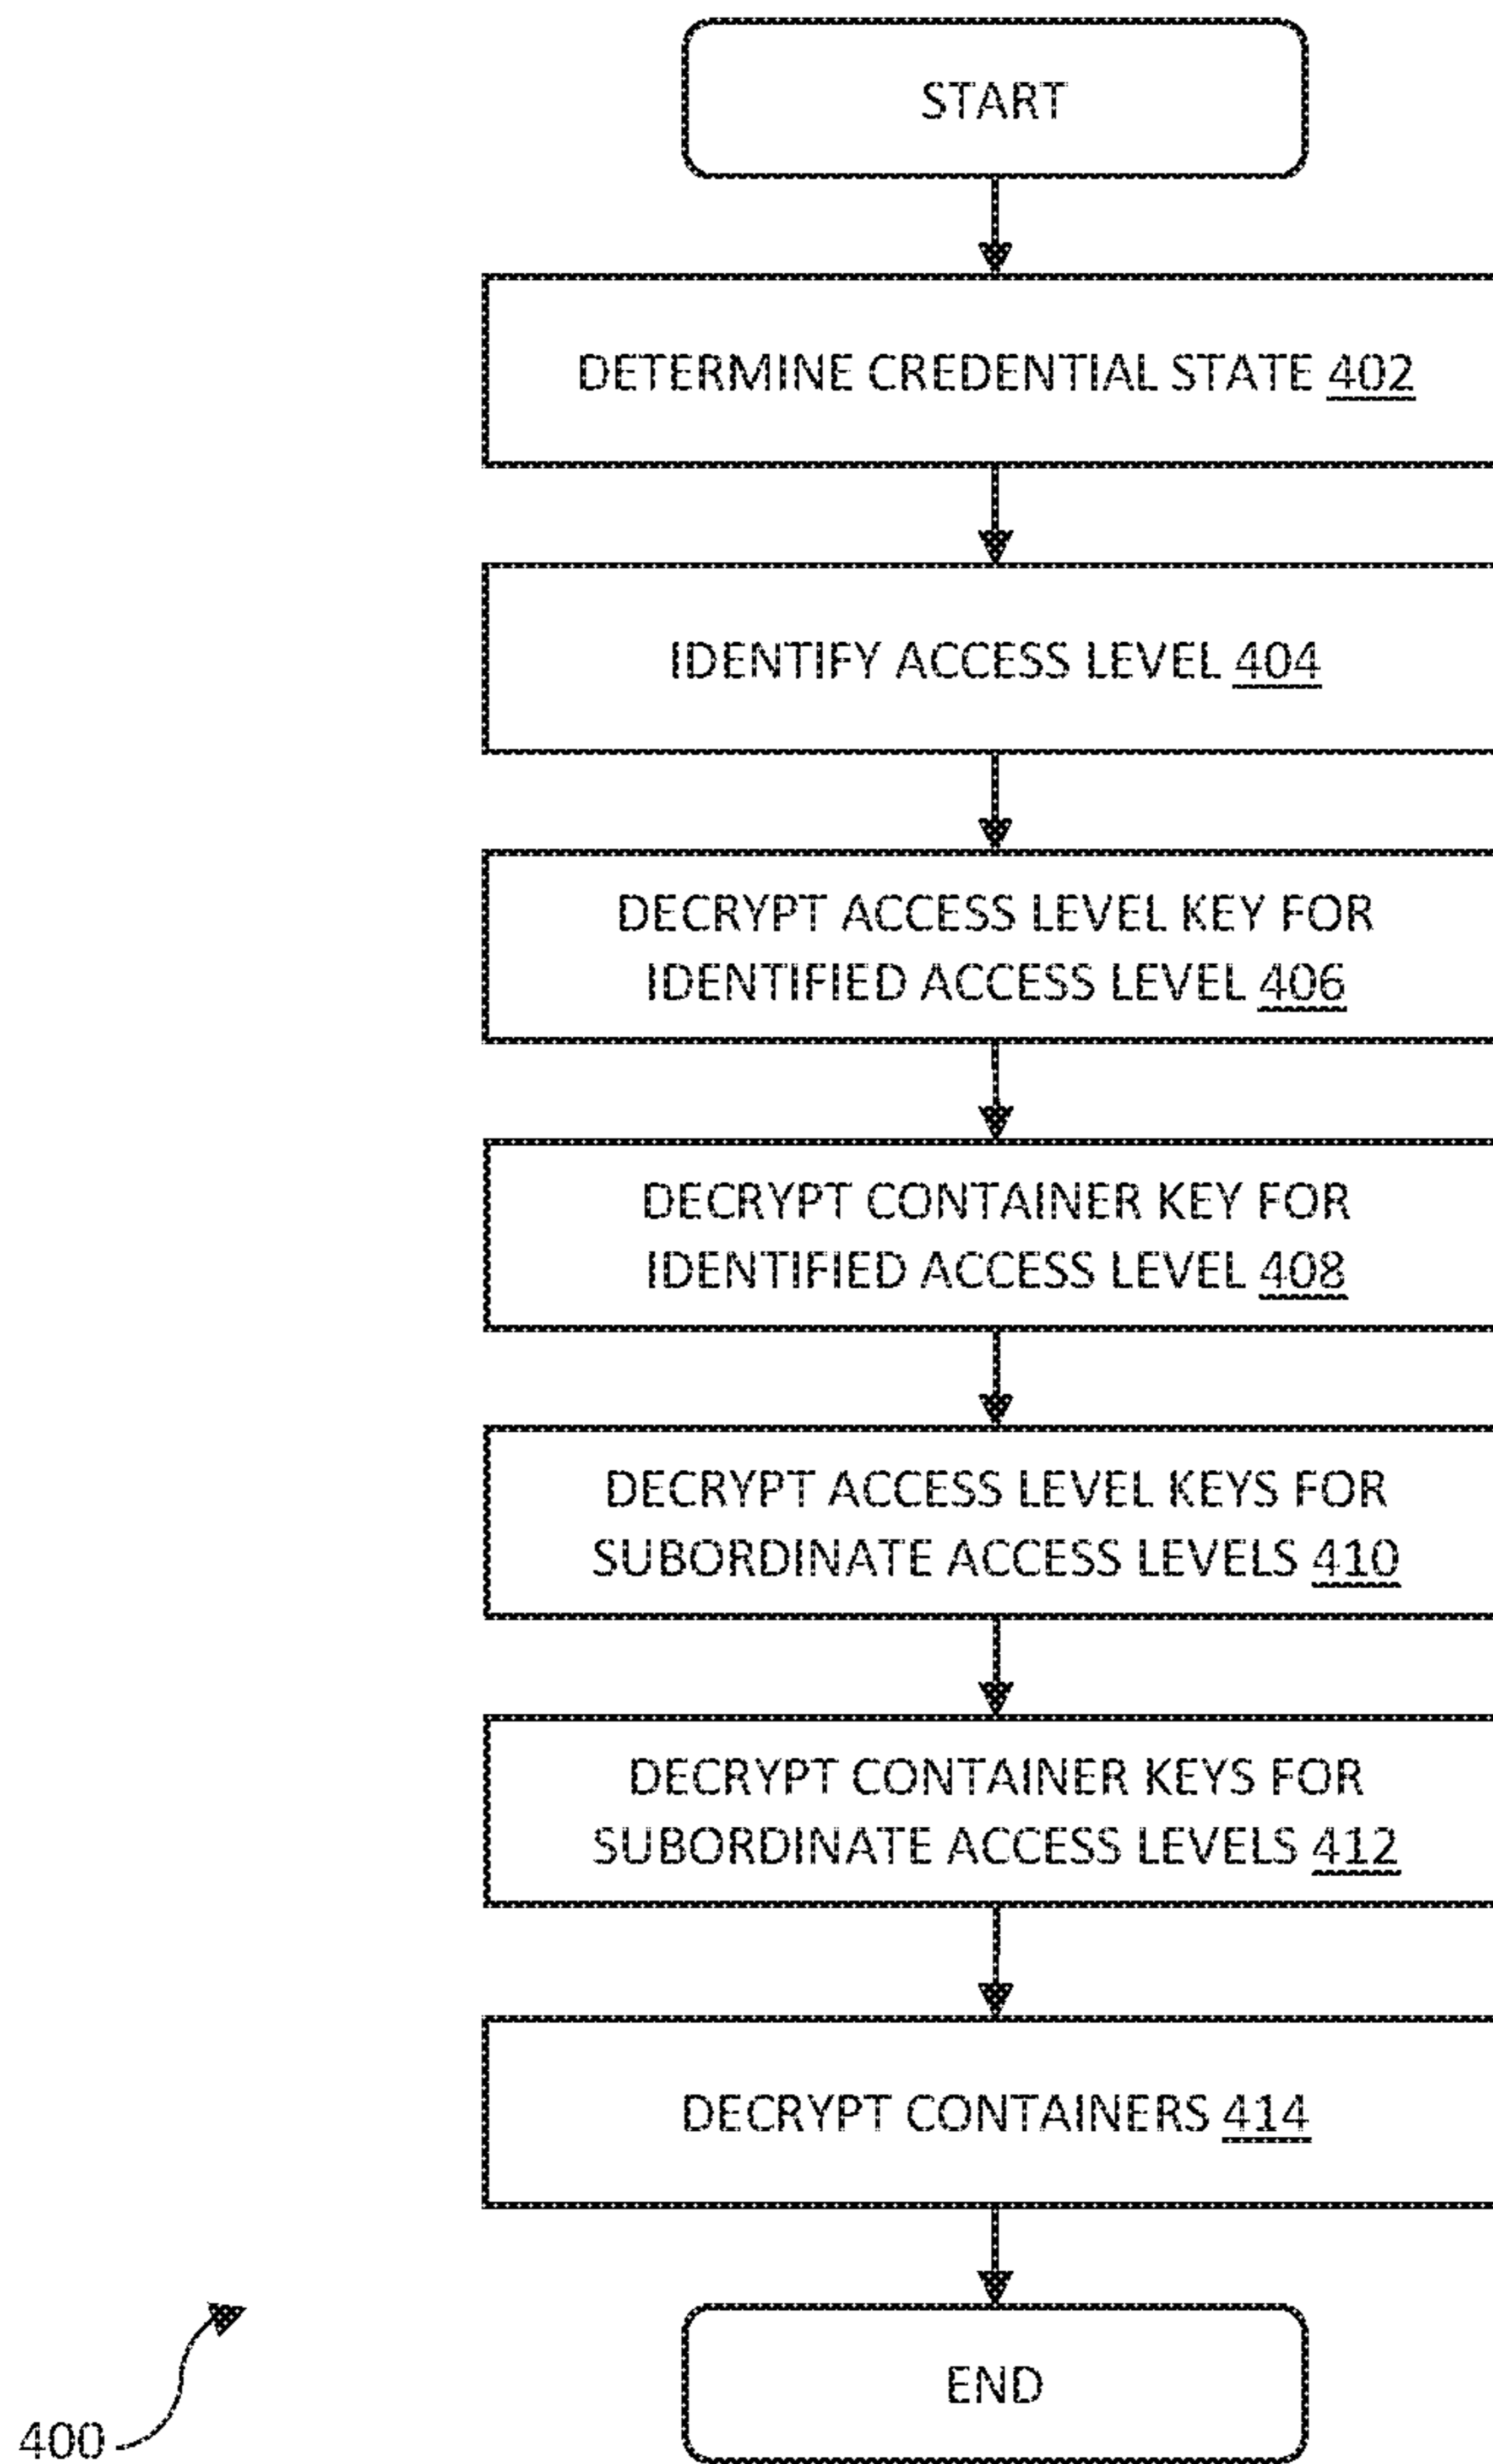 START
DETERMINE CREDENTIAL STATE 402
IDENTIFY ACCESS LEVEL 404
DECRYPT ACCESS LEVEL KEY FOR
IDENTIFIED ACCESS LEVEL 406
DECRYPT CONTAINER KEY FOR
IDENTIFIED ACCESS LEVEL 408
DECRYPT ACCESS LEVEL KEYS FOR
SUBORDINATE ACCESS LEVELS 410
DECRYPT CONTAINER KEYS FOR
SUBORDINATE ACCESS LEVELS 412
DECRYPT CONTAINERS 414
END
400